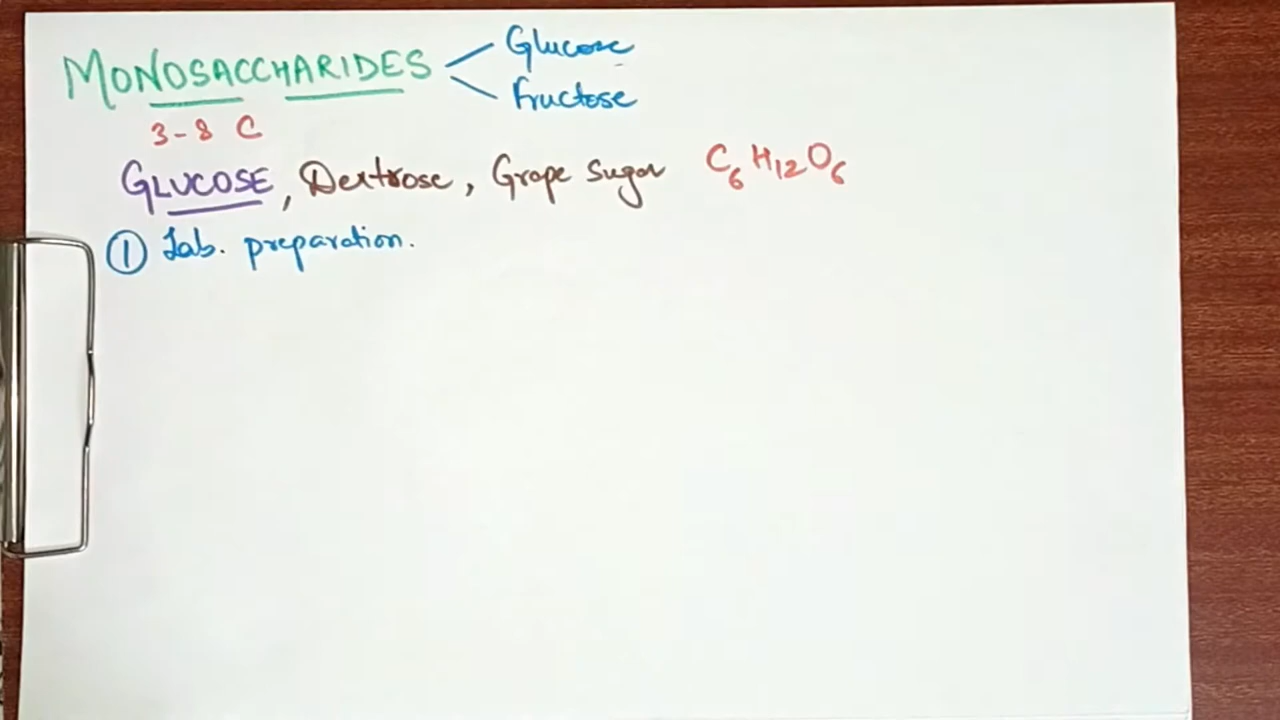 MONOSACCHARIDES
Glucose
Fructose
3-8 C
GLUCOSE, Dextrose, Grape Sugar C₆H₁₂O₆
① Lab. preparation.